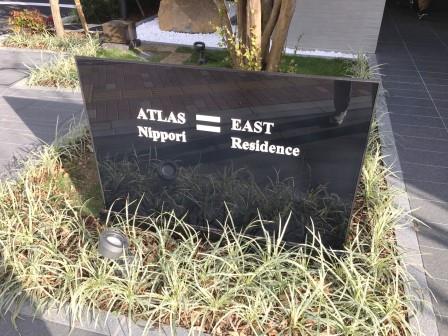 ATLAS = EAST
Nippori Residence